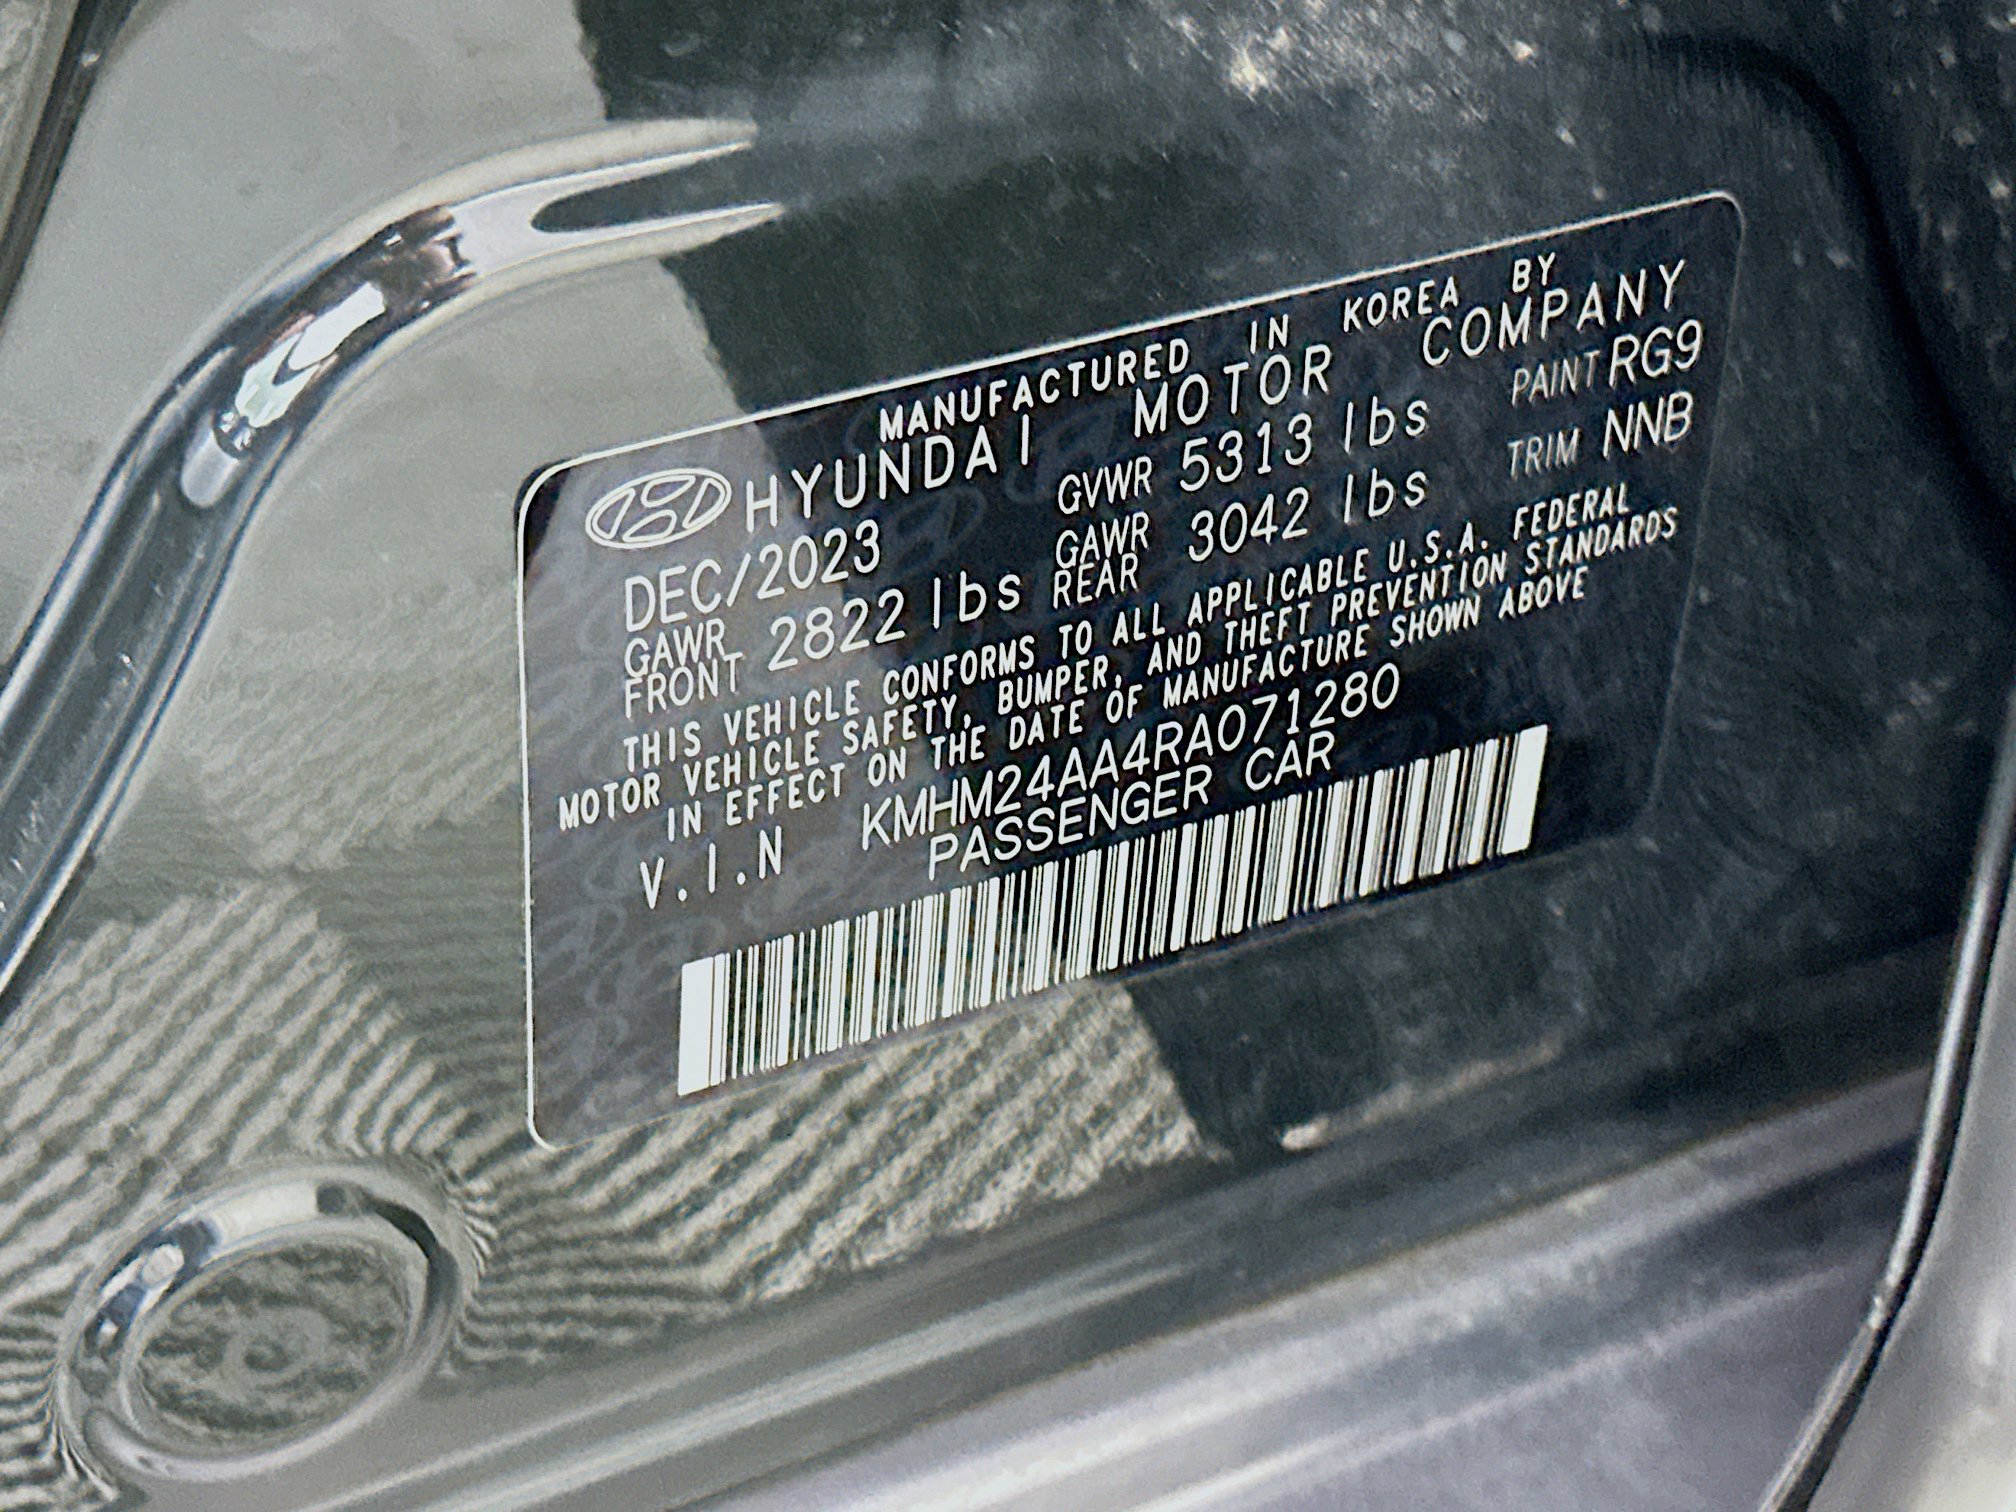 MANUFACTURED IN KOREA BY
HYUNDAI MOTOR COMPANY
DEC/2023 GVWR 5313 lbs PAINT RG9
GAWR FRONT 2822 lbs GAWR REAR 3042 lbs TRIM NNB
THIS VEHICLE CONFORMS TO ALL APPLICABLE U.S.A. FEDERAL
MOTOR VEHICLE SAFETY, BUMPER, AND THEFT PREVENTION STANDARDS
IN EFFECT ON THE DATE OF MANUFACTURE SHOWN ABOVE
V.I.N KMHM24AA4RA071280
PASSENGER CAR